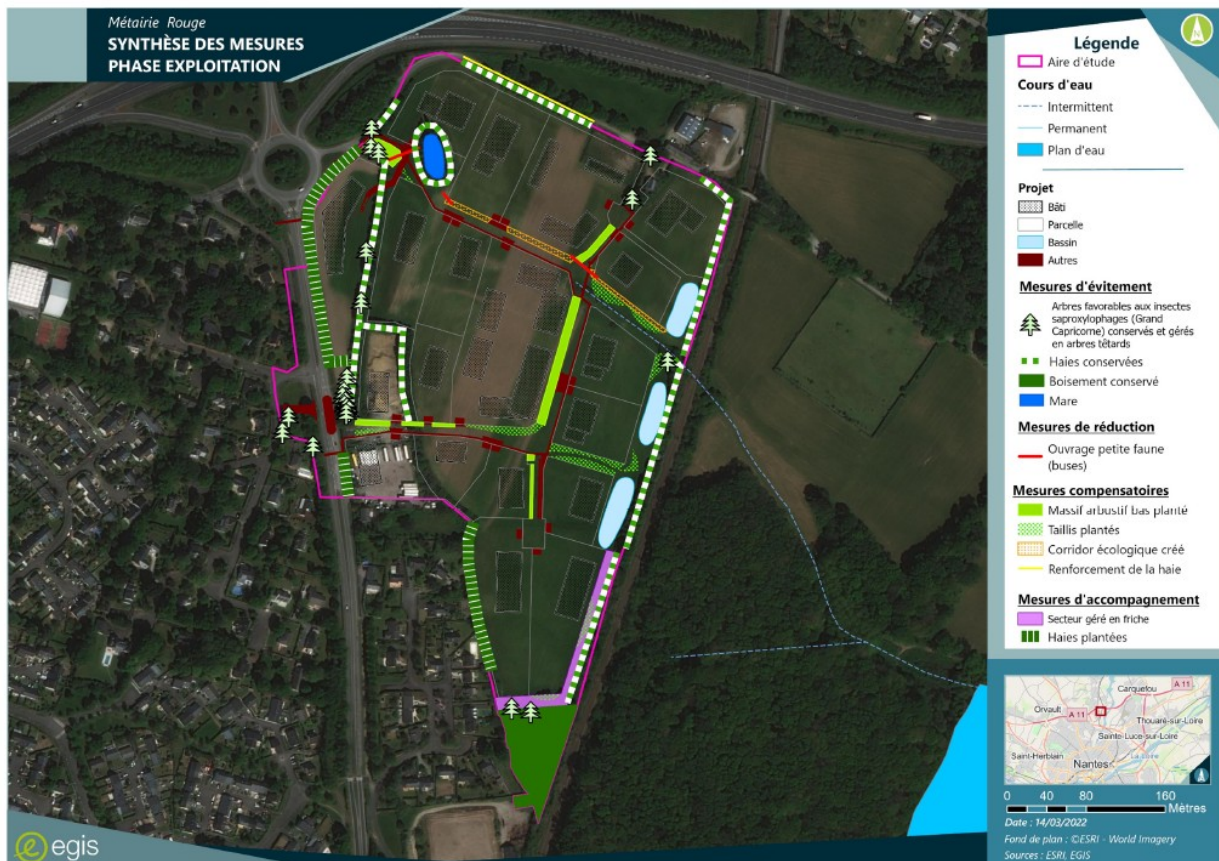 Métairie Rouge
SYNTHÈSE DES MESURES
PHASE EXPLOITATION
Légende
Aire d'étude
Cours d'eau
Intermittent
Permanent
Plan d'eau
Projet
Bâti
Parcelle
Bassin
Autres
Mesures d'évitement
Arbres favorables aux insectes
saproxylophages (Grand
Capricorne) conservés et gérés
en arbres têtards
Haies conservées
Boisement conservé
Mare
Mesures de réduction
Ouvrage petite faune
(buses)
Mesures compensatoires
Massif arbustif bas planté
Taillis plantés
Corridor écologique créé
Renforcement de la haie
Mesures d'accompagnement
Secteur géré en friche
Haies plantées
Carquefou
A 11
Orvault
A 11
Thouaré-sur-Loire
Sainte-Luce-sur-Loire
Saint-Herblain
La Loire
Nantes
0 40 80 160
Mètres
Date : 14/03/2022
Fond de plan : ©ESRI - World Imagery
Sources : ESRI, EGIS
egis